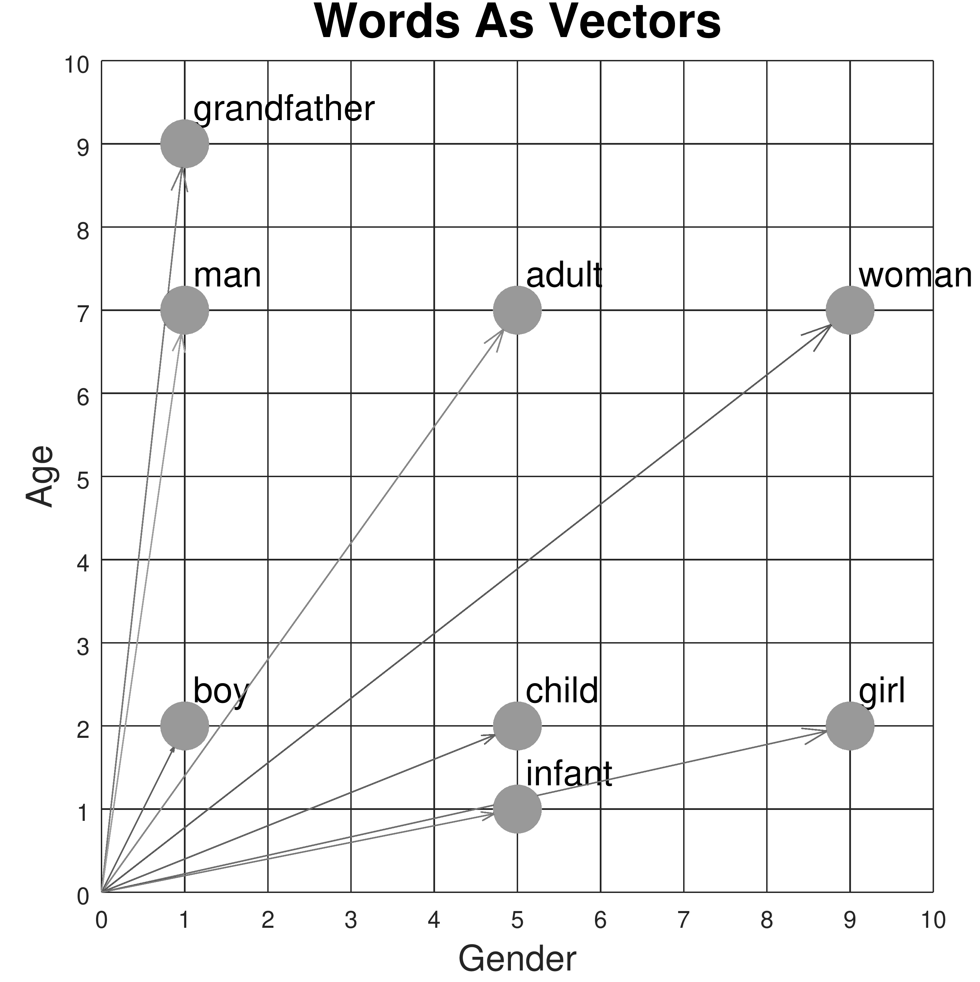 Words As Vectors
10
grandfather
9
8
man
adult
woman
7
6
5
Age
4
3
boy
child
girl
2
infant
1
0
0 1 2 3 4 5 6 7 8 9 10
Gender